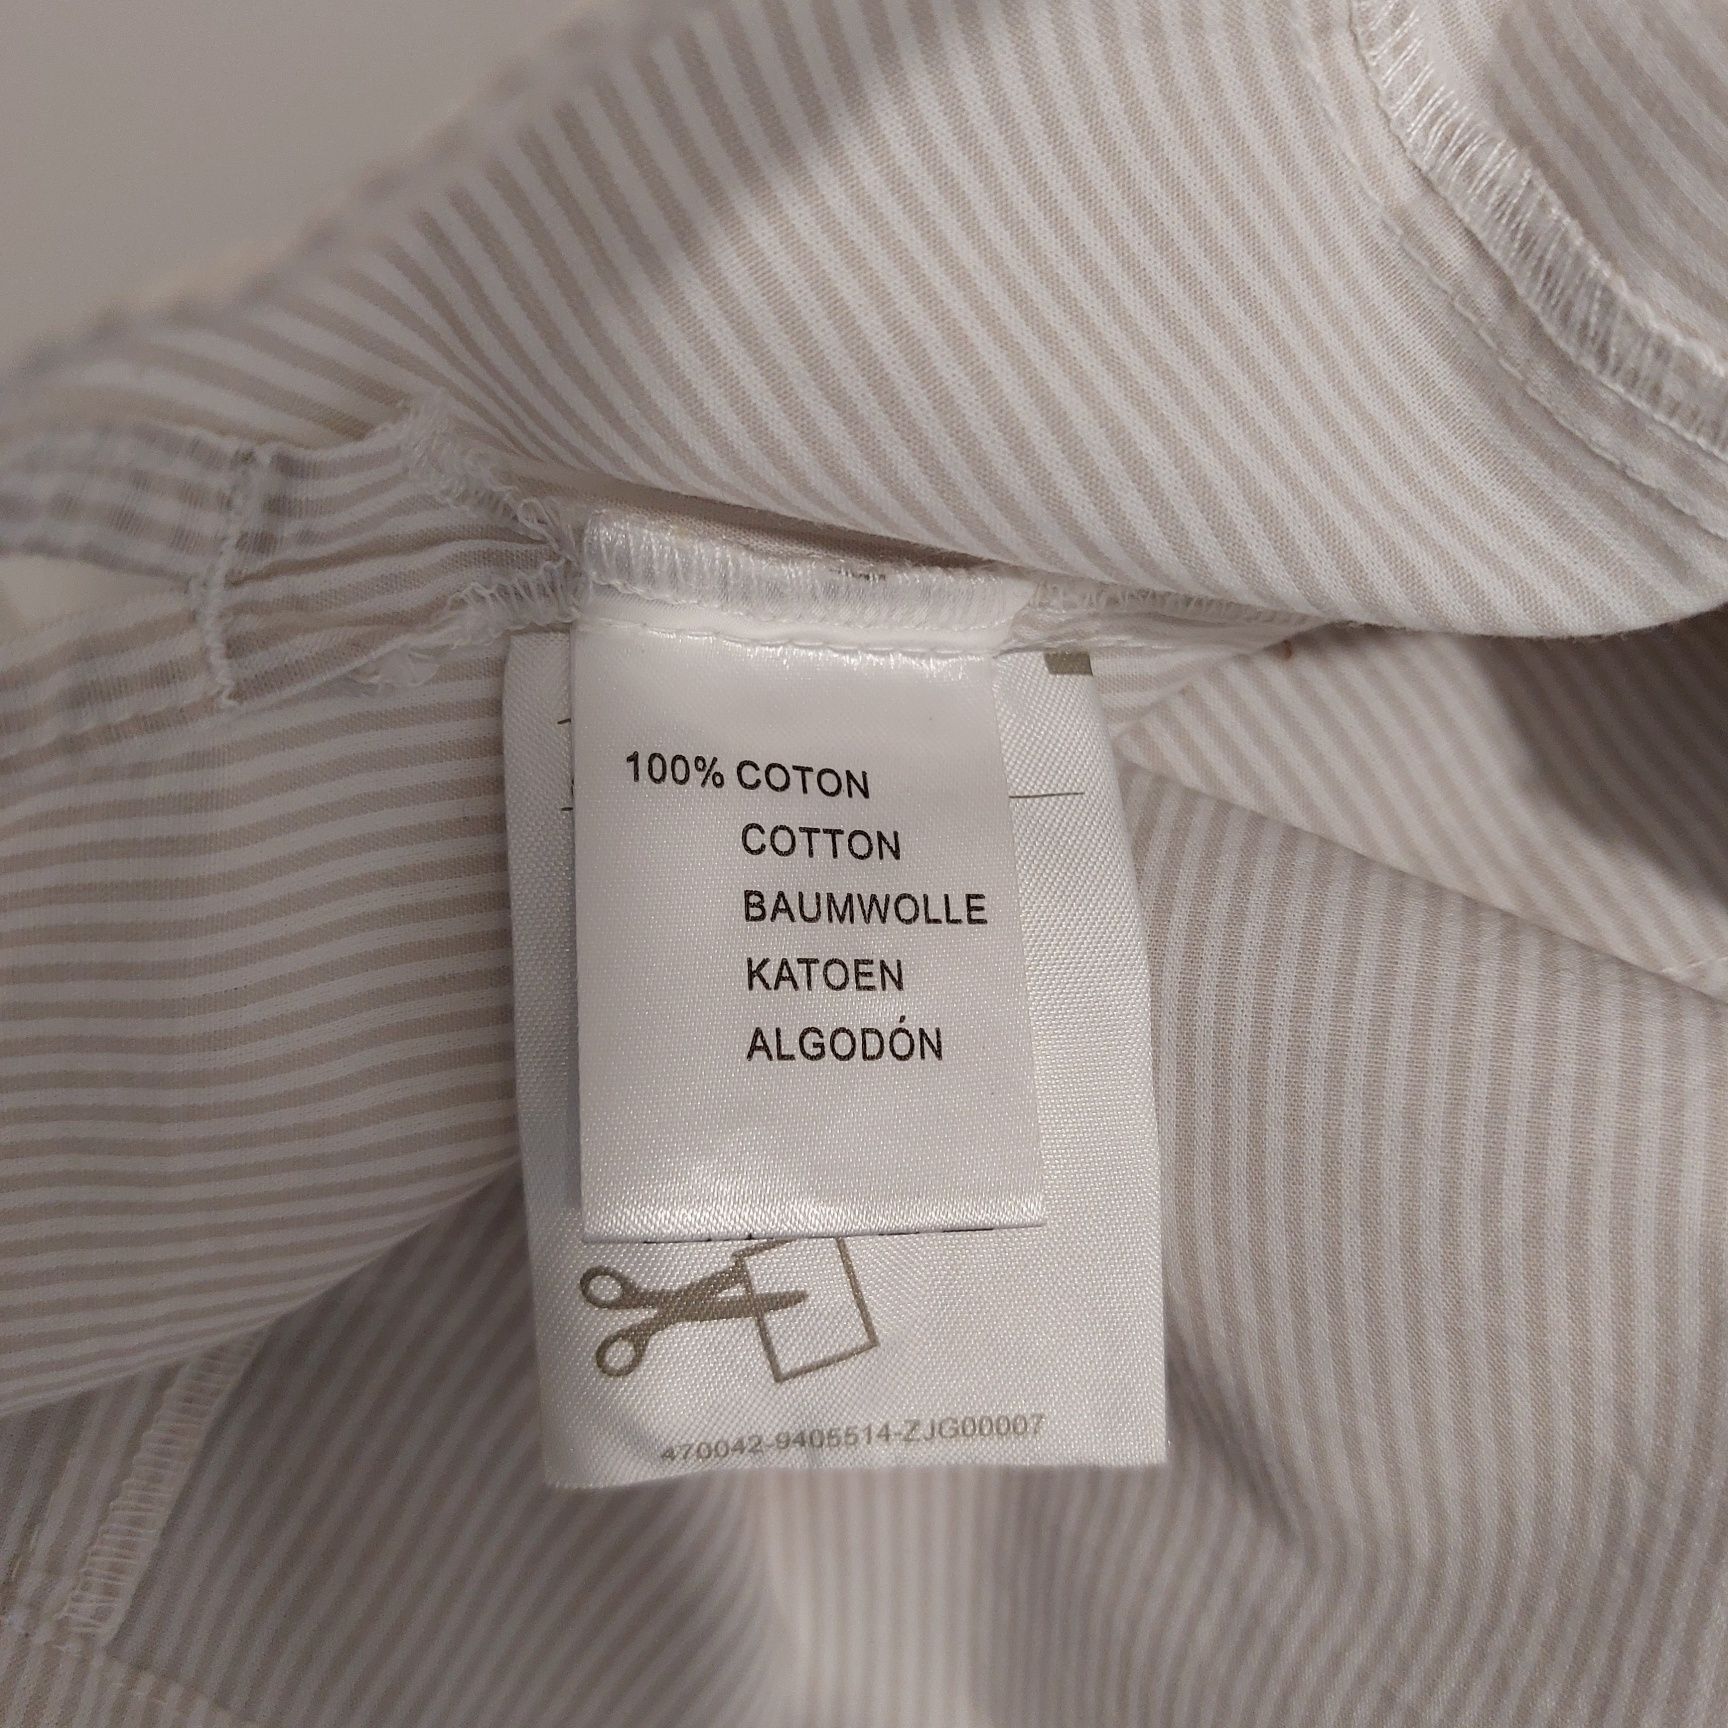 100% COTON
COTTON
BAUMWOLLE
KATOEN
ALGODÓN
470042-9405514-ZJG00007